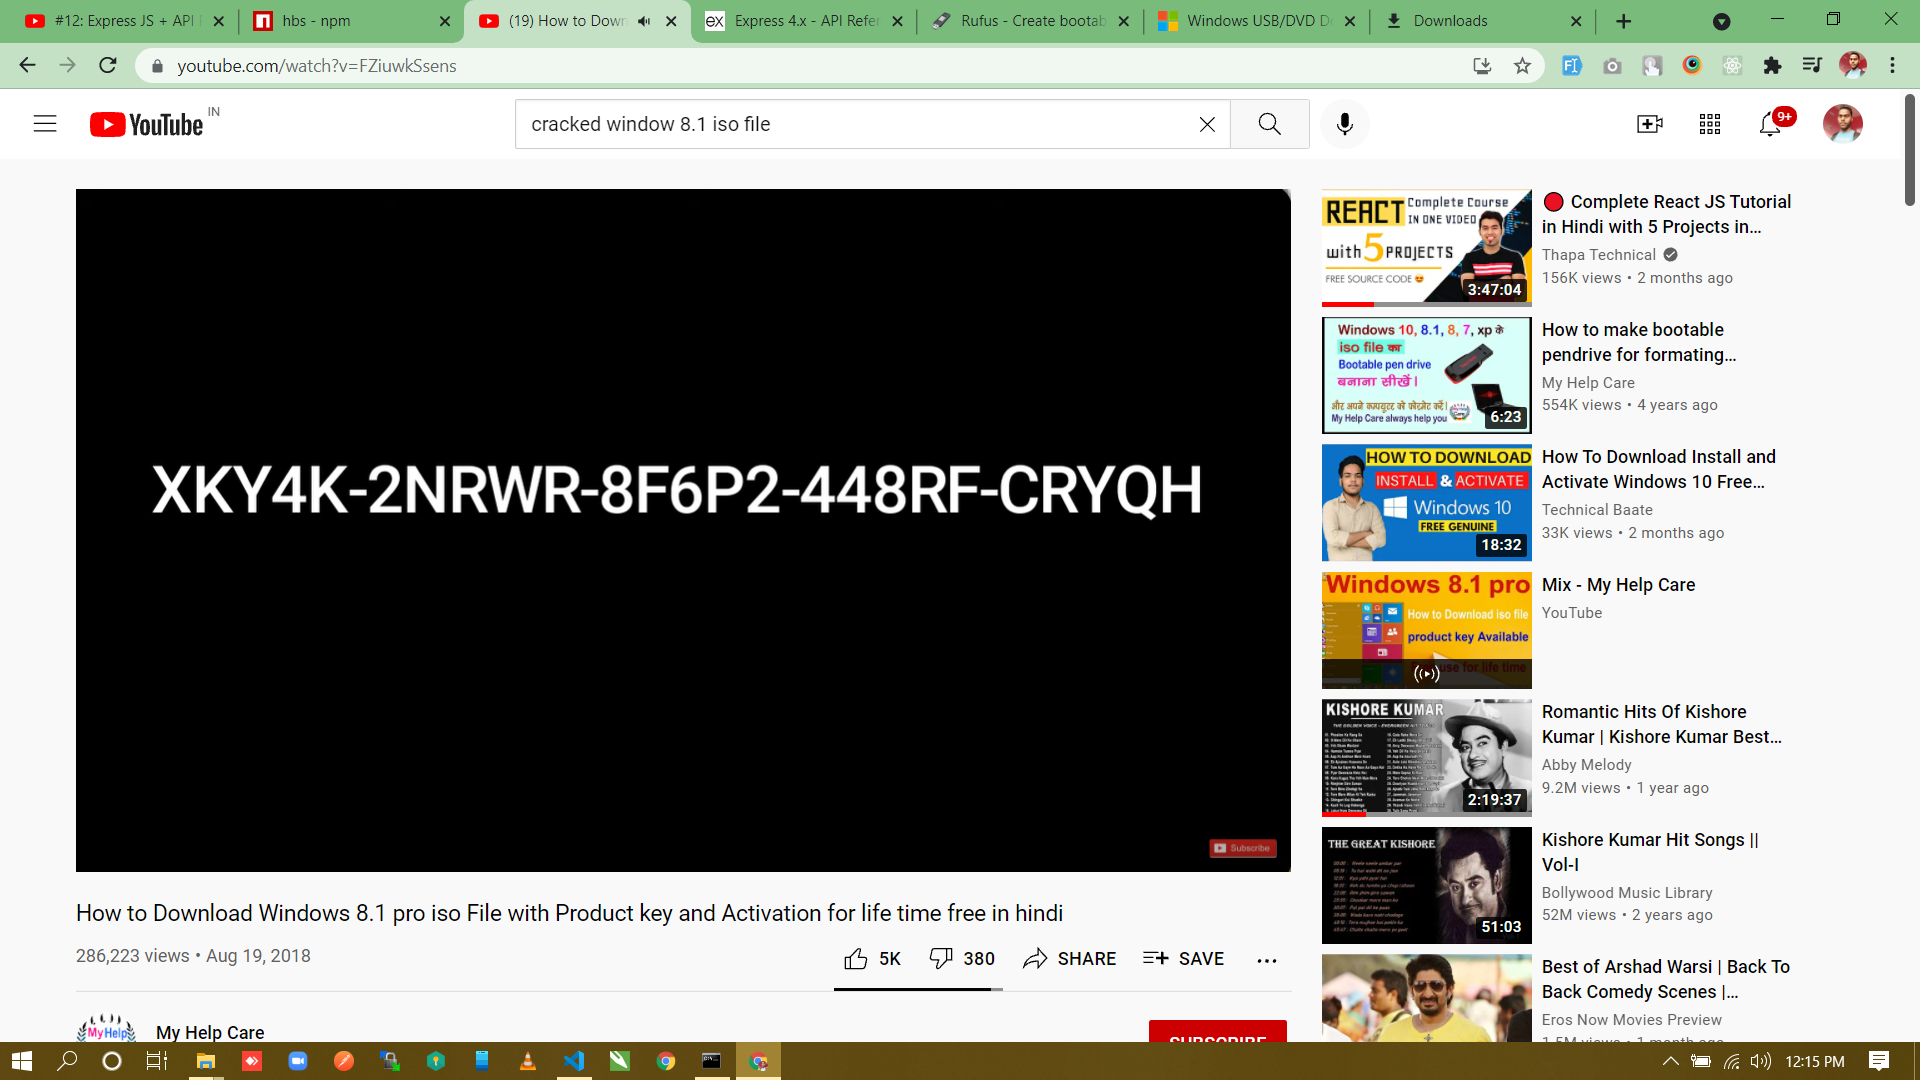 #12: Express JS + API
hbs - npm
(19) How to Down
Express 4.x - API Refer
Rufus - Create bootab
Windows USB/DVD Do
Downloads
youtube.com/watch?v=FZiuwkSsens
YouTube IN
cracked window 8.1 iso file
9+
XKY4K-2NRWR-8F6P2-448RF-CRYQH
Subscribe
How to Download Windows 8.1 pro iso File with Product key and Activation for life time free in hindi
286,223 views • Aug 19, 2018
5K
380
SHARE
SAVE
MyHelp
My Help Care
SUBSCRIBE
REACT Complete Course
IN ONE VIDEO
with 5 PROJECTS
FREE SOURCE CODE
3:47:04
Complete React JS Tutorial
in Hindi with 5 Projects in...
Thapa Technical
156K views • 2 months ago
Windows 10, 8.1, 8, 7, xp के
iso file का
Bootable pen drive
बनाना सीखें।
और अपने कम्प्युटर को फोरमेट करें।
My Help Care always help you
6:23
How to make bootable
pendrive for formating...
My Help Care
554K views • 4 years ago
HOW TO DOWNLOAD
INSTALL & ACTIVATE
Windows 10
FREE GENUINE
18:32
How To Download Install and
Activate Windows 10 Free...
Technical Baate
33K views • 2 months ago
Windows 8.1 pro
How to Download iso file
product key Available
use for life time
Mix - My Help Care
YouTube
KISHORE KUMAR
2:19:37
Romantic Hits Of Kishore
Kumar | Kishore Kumar Best...
Abby Melody
9.2M views • 1 year ago
THE GREAT KISHORE
51:03
Kishore Kumar Hit Songs ||
Vol-I
Bollywood Music Library
52M views • 2 years ago
Best of Arshad Warsi | Back To
Back Comedy Scenes |...
Eros Now Movies Preview
1.5M views • 1 month ago
12:15 PM